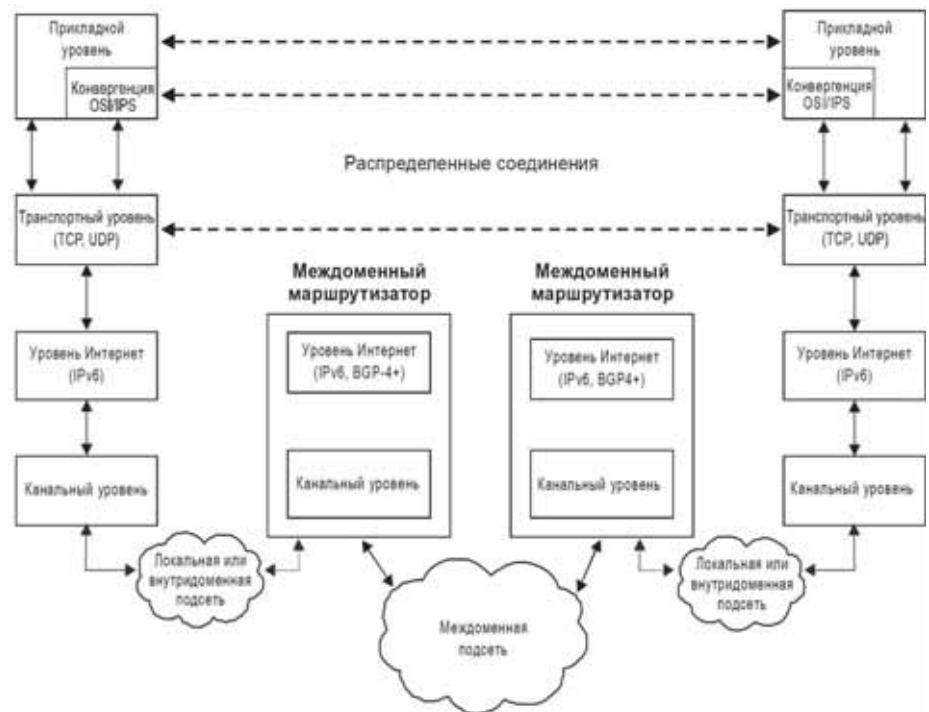 Прикладной
уровень
Конвергенция
OSI/IPS
Прикладной
уровень
Конвергенция
OSI/IPS
Распределенные соединения
Транспортный уровень
(TCP, UDP)
Транспортный уровень
(TCP, UDP)
Междоменный
маршрутизатор
Междоменный
маршрутизатор
Уровень Интернет
(IPv6)
Уровень Интернет
(IPv6, BGP-4+)
Уровень Интернет
(IPv6, BGP4+)
Уровень Интернет
(IPv6)
Канальный уровень
Канальный уровень
Канальный уровень
Канальный уровень
Локальная или
внутридоменная
подсеть
Локальная или
внутридоменная
подсеть
Междоменная
подсеть